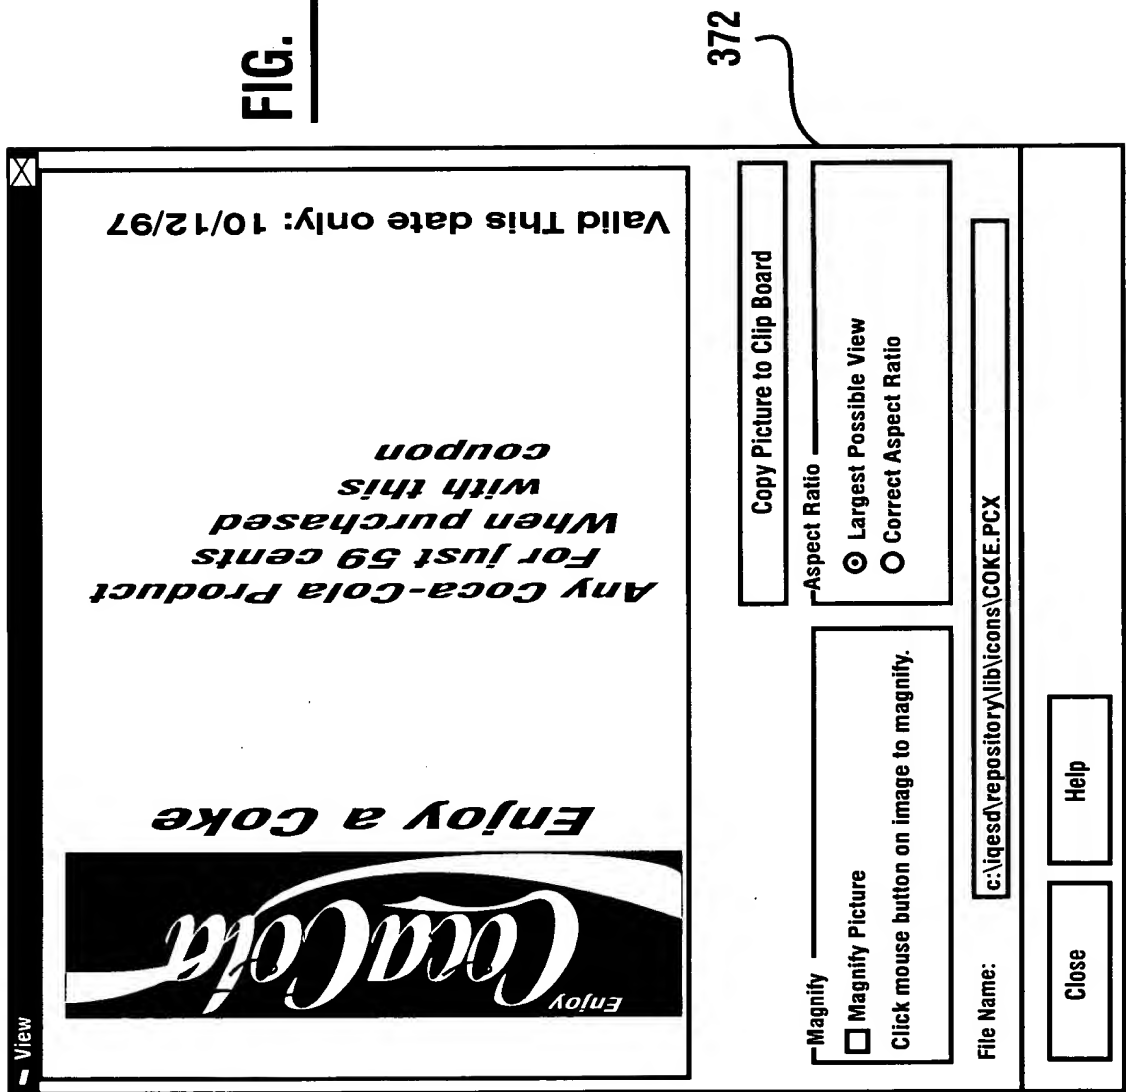 FIG.
372
View
Enjoy
Coca Cola
Enjoy a Coke
Any Coca-Cola Product
For just 59 cents
When purchased
with this
coupon
Valid This date only: 10/12/97
Copy Picture to Clip Board
Magnify
Magnify Picture
Click mouse button on image to magnify.
Aspect Ratio
Largest Possible View
Correct Aspect Ratio
File Name: c:\iqesd\repository\lib\icons\COKE.PCX
Close
Help